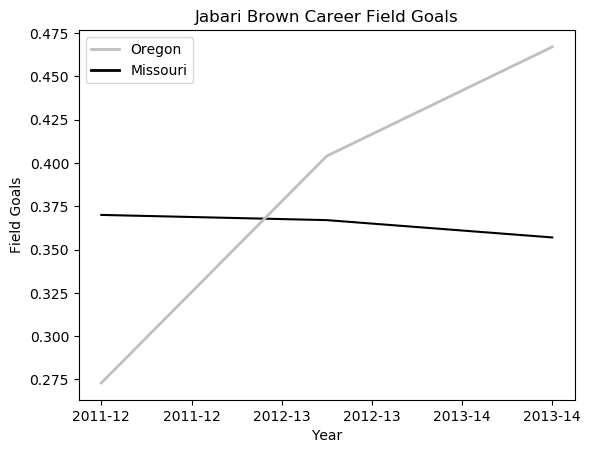 Jabari Brown Career Field Goals
Oregon
Missouri
0.475
0.450
0.425
0.400
0.375
0.350
0.325
0.300
0.275
Field Goals
2011-12 2011-12 2012-13 2012-13 2013-14 2013-14
Year